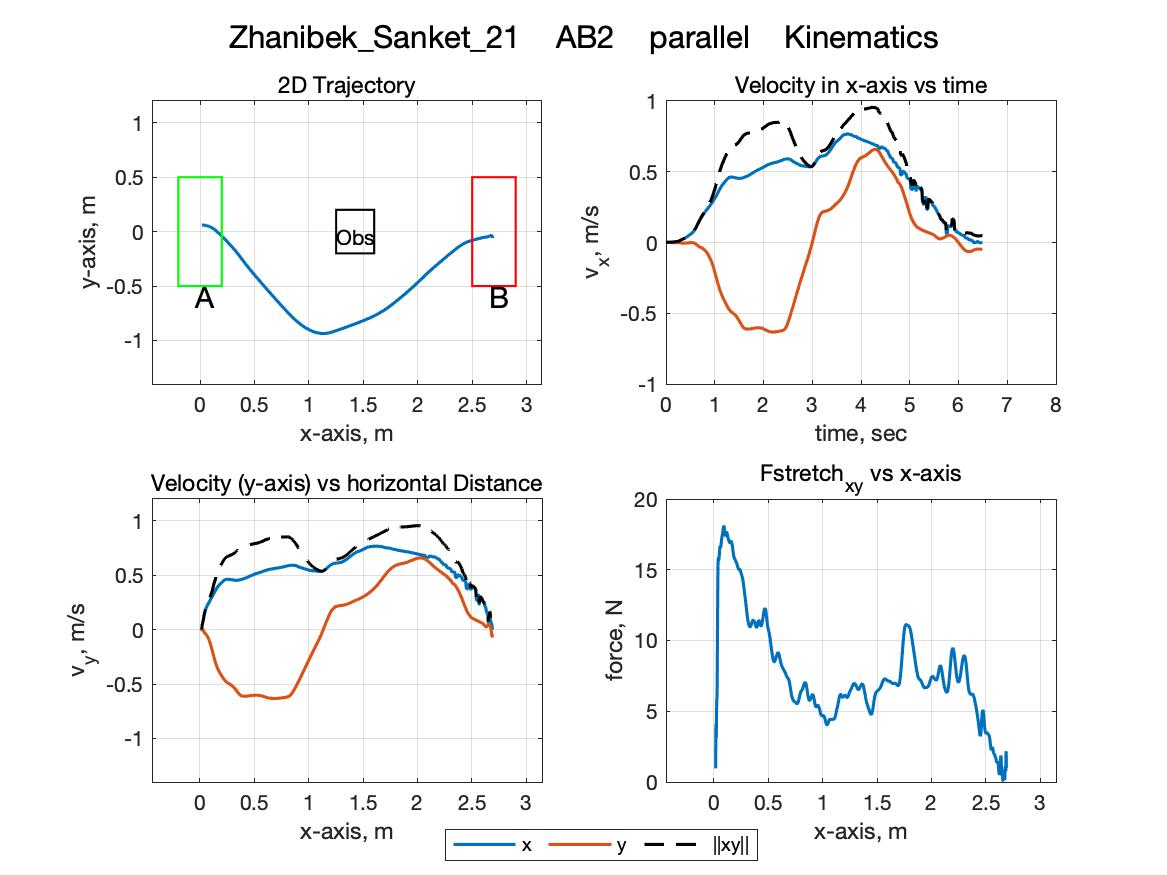 Zhanibek_Sanket_21 AB2 parallel Kinematics
2D Trajectory
1
0.5
0
-0.5
-1
y-axis, m
Obs
A
B
0 0.5 1 1.5 2 2.5 3
x-axis, m
Velocity in x-axis vs time
1
0.5
0
-0.5
-1
vx, m/s
0 1 2 3 4 5 6 7 8
time, sec
Velocity (y-axis) vs horizontal Distance
1
0.5
0
-0.5
-1
vy, m/s
0 0.5 1 1.5 2 2.5 3
x-axis, m
Fstretchxy vs x-axis
20
15
10
5
0
force, N
0 0.5 1 1.5 2 2.5 3
x-axis, m
x y ||xy||